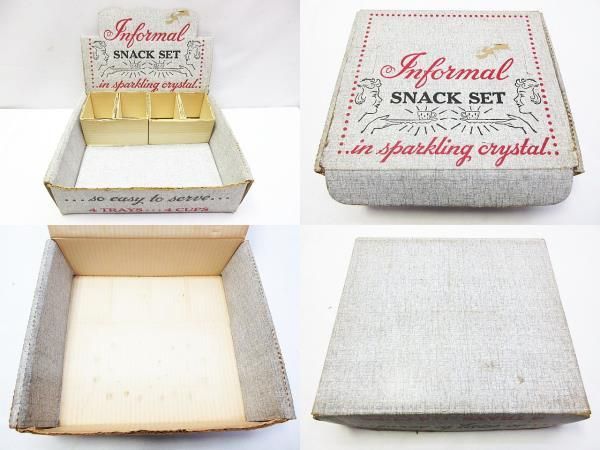 Informal
SNACK SET
..in sparkling crystal..
...so easy to serve...
4 TRAYS...4 CUPS
Informal
SNACK SET
..in sparkling crystal..